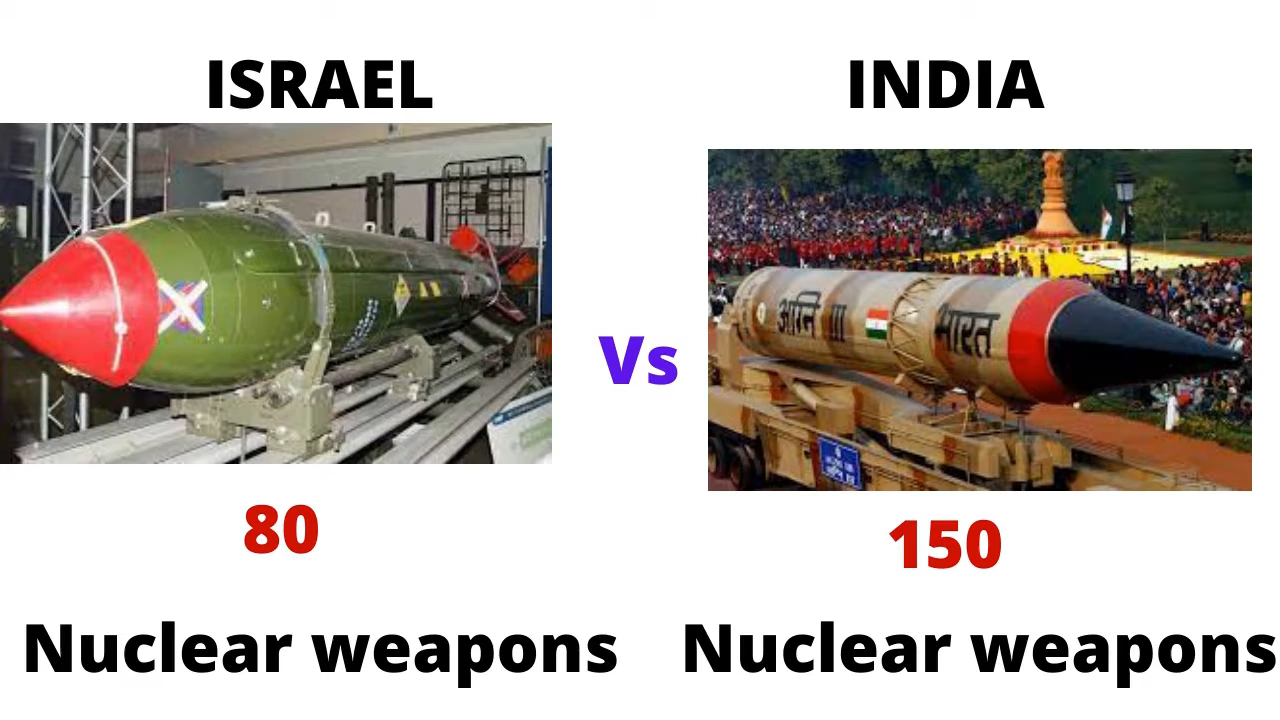 ISRAEL
INDIA
अग्नि III
भारत
Vs
80
150
Nuclear weapons
Nuclear weapons